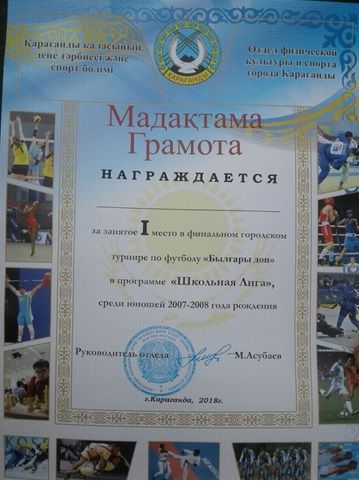 Қарағанды қаласының
дене тәрбиесі және
спорт бөлімі
ҚАРАҒАНДЫ
Отдел физической
культуры и спорта
города Караганды
Мадақтама
Грамота
НАГРАЖДАЕТСЯ
за занятое I место в финальном городском
турнире по футболу «Былғары доп»
в программе «Школьная Лига»,
среди юношей 2007-2008 года рождения
Руководитель отдела М.Асубаев
г.Караганда, 2018г.